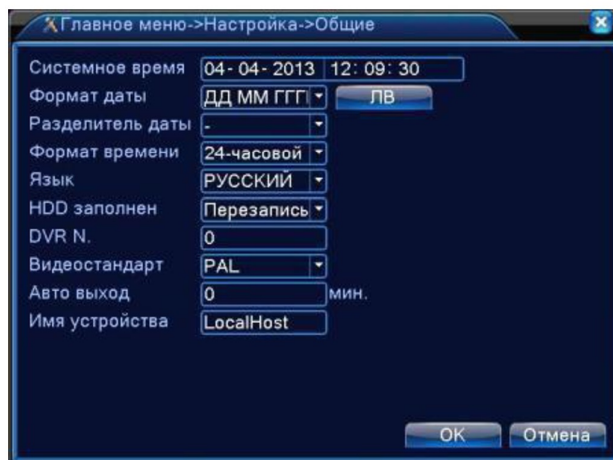 Главное меню->Настройка->Общие
Системное время 04- 04- 2013 12: 09: 30
Формат даты ДД ММ ГГГ ЛВ
Разделитель даты -
Формат времени 24-часовой
Язык РУССКИЙ
HDD заполнен Перезапись
DVR N. 0
Видеостандарт PAL
Авто выход 0 мин.
Имя устройства LocalHost
OK Отмена